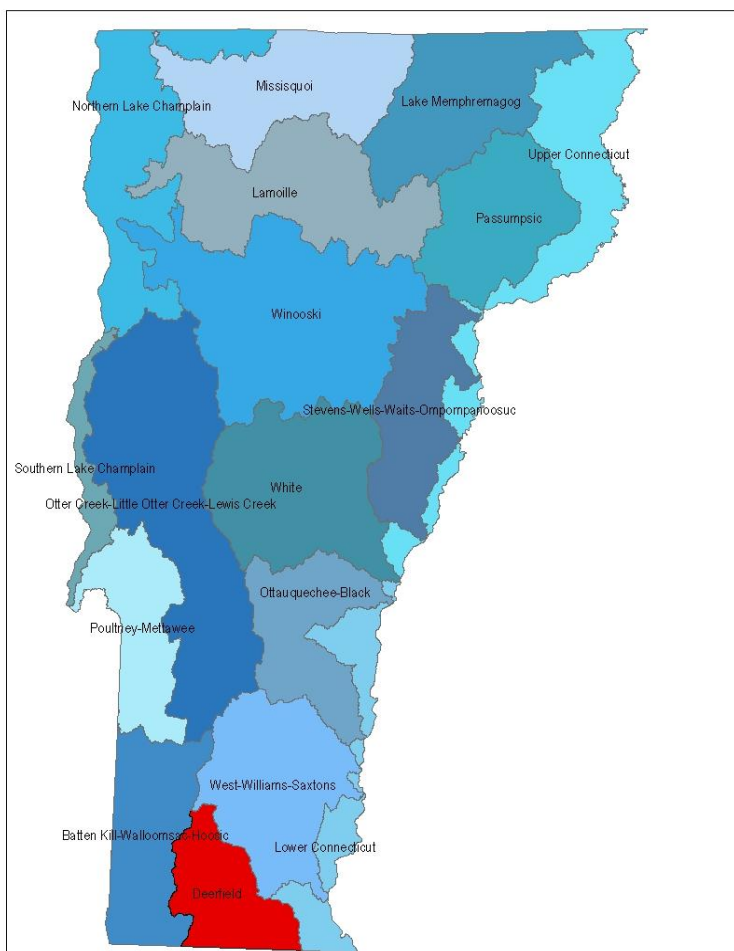 Missisquoi
Northern Lake Champlain
Lake Memphremagog
Upper Connecticut
Lamoille
Passumpsic
Winooski
Stevens-Wells-Waits-Ompompanoosuc
Southern Lake Champlain
White
Otter Creek-Little Otter Creek-Lewis Creek
Ottauquechee-Black
Poultney-Mettawee
West-Williams-Saxtons
Batten Kill-Walloomsac-Hoosic
Lower Connecticut
Deerfield